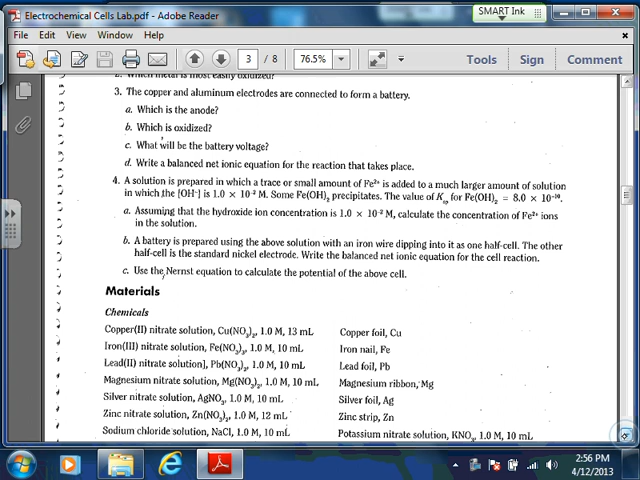 Electrochemical Cells Lab.pdf - Adobe Reader
SMART Ink
File Edit View Window Help
3 / 8 76.5% Tools Sign Comment
2. Which metal is most easily oxidized?
3. The copper and aluminum electrodes are connected to form a battery.
a. Which is the anode?
b. Which is oxidized?
c. What will be the battery voltage?
d. Write a balanced net ionic equation for the reaction that takes place.
4. A solution is prepared in which a trace or small amount of Fe²⁺ is added to a much larger amount of solution
in which the [OH⁻] is 1.0 × 10⁻² M. Some Fe(OH)₂ precipitates. The value of Ksp for Fe(OH)₂ = 8.0 × 10⁻¹⁰.
a. Assuming that the hydroxide ion concentration is 1.0 × 10⁻² M, calculate the concentration of Fe²⁺ ions
in the solution.
b. A battery is prepared using the above solution with an iron wire dipping into it as one half-cell. The other
half-cell is the standard nickel electrode. Write the balanced net ionic equation for the cell reaction.
c. Use the Nernst equation to calculate the potential of the above cell.
Materials
Chemicals
Copper(II) nitrate solution, Cu(NO₃)₂, 1.0 M, 13 mL Copper foil, Cu
Iron(III) nitrate solution, Fe(NO₃)₃, 1.0 M, 10 mL Iron nail, Fe
Lead(II) nitrate solution], Pb(NO₃)₂, 1.0 M, 10 mL Lead foil, Pb
Magnesium nitrate solution, Mg(NO₃)₂, 1.0 M, 10 mL Magnesium ribbon, Mg
Silver nitrate solution, AgNO₃, 1.0 M, 10 mL Silver foil, Ag
Zinc nitrate solution, Zn(NO₃)₂, 1.0 M, 12 mL Zinc strip, Zn
Sodium chloride solution, NaCl, 1.0 M, 10 mL Potassium nitrate solution, KNO₃, 1.0 M, 10 mL
2:56 PM
4/12/2013